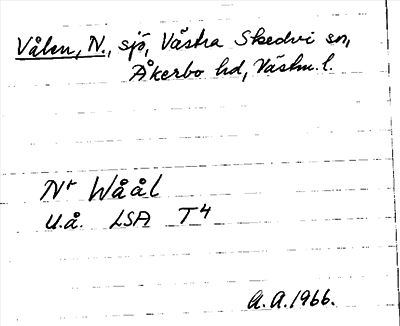 Vålen, N., sjö, Västra Skedvi sn,
Åkerbo hd, Västm. l.
Nr Wåål
U.å. LSA T4
A.A. 1966.